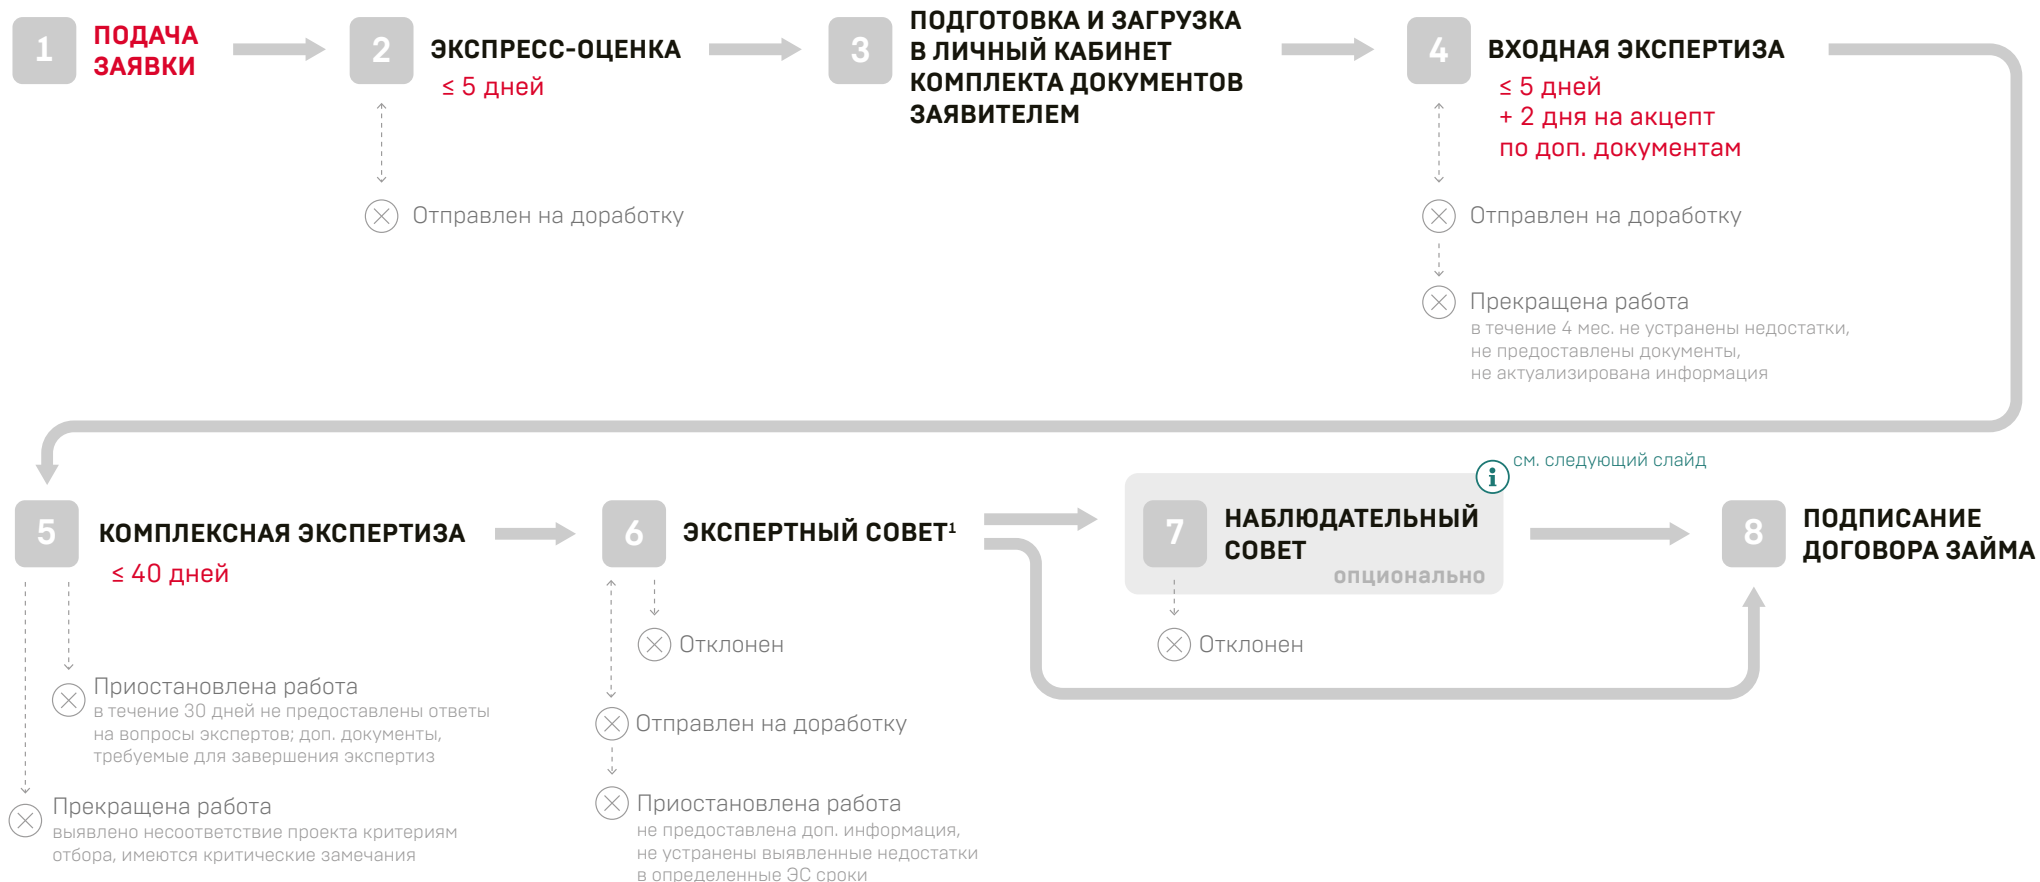 1
ПОДАЧА
ЗАЯВКИ
2
ЭКСПРЕСС-ОЦЕНКА
≤ 5 дней
Отправлен на доработку
3
ПОДГОТОВКА И ЗАГРУЗКА
В ЛИЧНЫЙ КАБИНЕТ
КОМПЛЕКТА ДОКУМЕНТОВ
ЗАЯВИТЕЛЕМ
4
ВХОДНАЯ ЭКСПЕРТИЗА
≤ 5 дней
+ 2 дня на акцепт
по доп. документам
Отправлен на доработку
Прекращена работа
в течение 4 мес. не устранены недостатки,
не предоставлены документы,
не актуализирована информация
5
КОМПЛЕКСНАЯ ЭКСПЕРТИЗА
≤ 40 дней
Приостановлена работа
в течение 30 дней не предоставлены ответы
на вопросы экспертов; доп. документы,
требуемые для завершения экспертиз
Прекращена работа
выявлено несоответствие проекта критериям
отбора, имеются критические замечания
6
ЭКСПЕРТНЫЙ СОВЕТ¹
Отклонен
Отправлен на доработку
Приостановлена работа
не предоставлена доп. информация,
не устранены выявленные недостатки
в определенные ЭС сроки
i
см. следующий слайд
7
НАБЛЮДАТЕЛЬНЫЙ
СОВЕТ
опционально
Отклонен
8
ПОДПИСАНИЕ
ДОГОВОРА ЗАЙМА